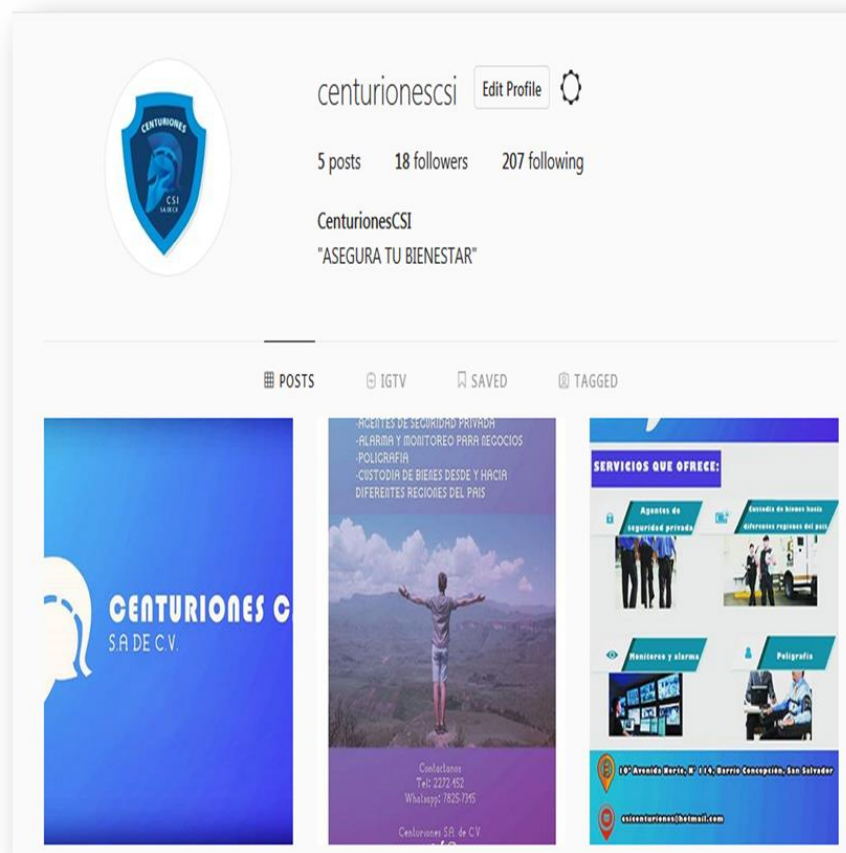 centurionescsi Edit Profile
5 posts 18 followers 207 following
CenturionesCSI
"ASEGURA TU BIENESTAR"
CENTURIONES
CSI
S.A DE C.V.
POSTS IGTV SAVED TAGGED
CENTURIONES C
S.A DE C.V.
-AGENTES DE SEGURIDAD PRIVADA
-ALARMA Y MONITOREO PARA NEGOCIOS
-POLIGRAFIA
-CUSTODIA DE BIENES DESDE Y HACIA
DIFERENTES REGIONES DEL PAIS
Contactanos
Tel: 2272 452
Whatsapp: 7825-7315
Centuriones S.A. de C.V
SERVICIOS QUE OFRECE:
Agentes de
seguridad privada
Custodia de bienes hacia
diferentes regiones del pais
Monitoreo y alarma
Poligrafia
10° Avenida Norte, N° 114, Barrio Concepción, San Salvador
csicenturiones@hotmail.com